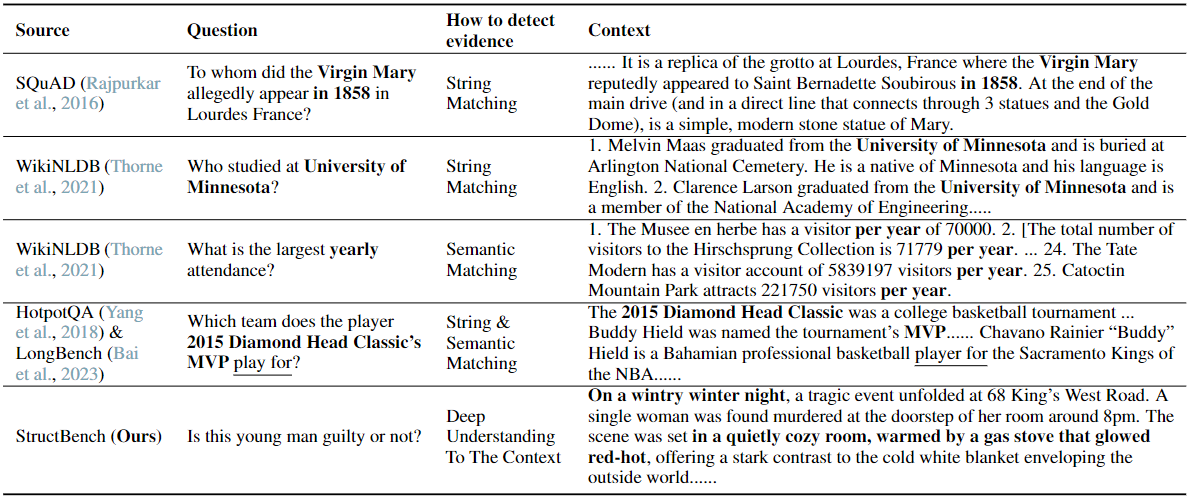 Source Question How to detect evidence Context
SQuAD (Rajpurkar et al., 2016)
To whom did the Virgin Mary
allegedly appear in 1858 in
Lourdes France?
String
Matching
...... It is a replica of the grotto at Lourdes, France where the Virgin Mary
reputedly appeared to Saint Bernadette Soubirous in 1858. At the end of the
main drive (and in a direct line that connects through 3 statues and the Gold
Dome), is a simple, modern stone statue of Mary.
WikiNLDB (Thorne
et al., 2021)
Who studied at University of
Minnesota?
String
Matching
1. Melvin Maas graduated from the University of Minnesota and is buried at
Arlington National Cemetery. He is a native of Minnesota and his language is
English. 2. Clarence Larson graduated from the University of Minnesota and is
a member of the National Academy of Engineering.....
WikiNLDB (Thorne
et al., 2021)
What is the largest yearly
attendance?
Semantic
Matching
1. The Musee en herbe has a visitor per year of 70000. 2. [The total number of
visitors to the Hirschsprung Collection is 71779 per year. ... 24. The Tate
Modern has a visitor account of 5839197 visitors per year. 25. Catoctin
Mountain Park attracts 221750 visitors per year.
HotpotQA (Yang
et al., 2018) &
LongBench (Bai
et al., 2023)
Which team does the player
2015 Diamond Head Classic's
MVP play for?
String &
Semantic
Matching
The 2015 Diamond Head Classic was a college basketball tournament ...
Buddy Hield was named the tournament's MVP...... Chavano Rainier “Buddy”
Hield is a Bahamian professional basketball player for the Sacramento Kings of
the NBA......
StructBench (Ours)
Is this young man guilty or not?
Deep
Understanding
To The Context
On a wintry winter night, a tragic event unfolded at 68 King's West Road. A
single woman was found murdered at the doorstep of her room around 8pm. The
scene was set in a quietly cozy room, warmed by a gas stove that glowed
red-hot, offering a stark contrast to the cold white blanket enveloping the
outside world......